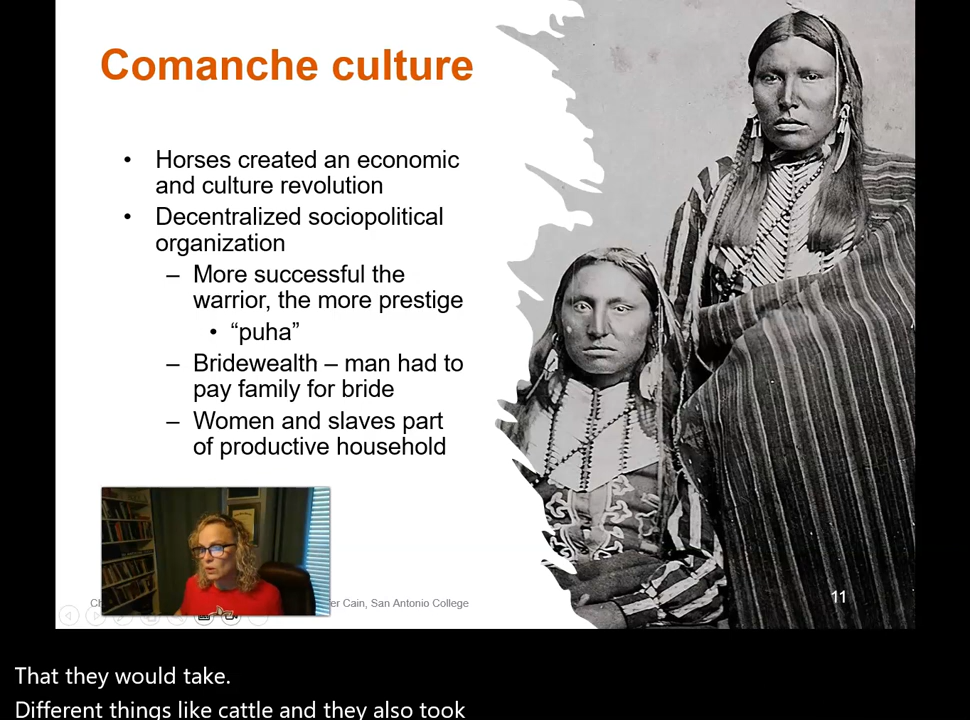 Comanche culture
• Horses created an economic
and culture revolution
• Decentralized sociopolitical
organization
– More successful the
warrior, the more prestige
• “puha”
– Bridewealth – man had to
pay family for bride
– Women and slaves part
of productive household
Cain, San Antonio College
11
That they would take.
Different things like cattle and they also took